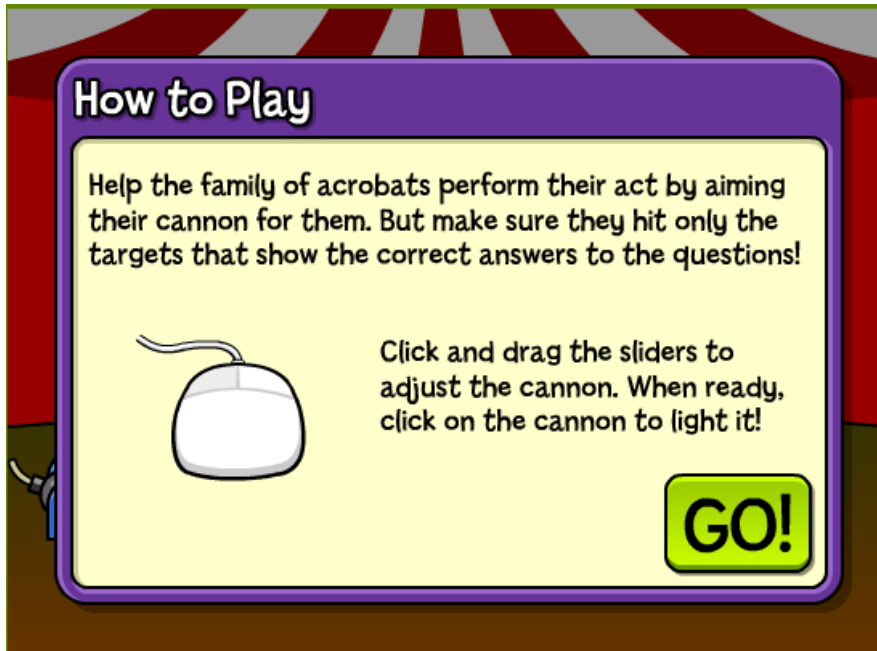 How to Play
Help the family of acrobats perform their act by aiming
their cannon for them. But make sure they hit only the
targets that show the correct answers to the questions!
Click and drag the sliders to
adjust the cannon. When ready,
click on the cannon to light it!
GO!